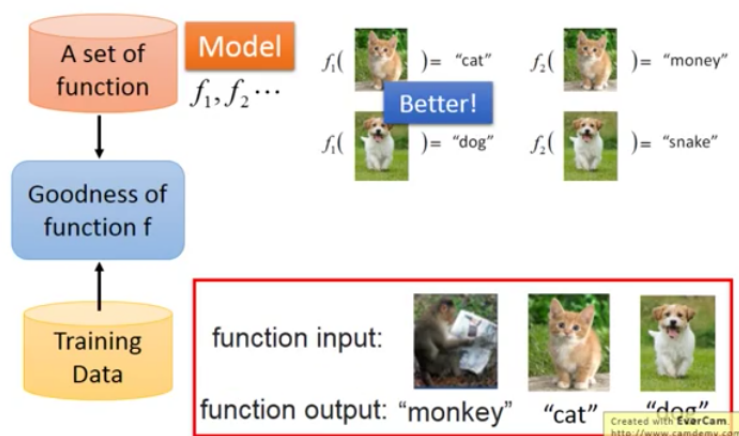 A set of
function
Model
f₁, f₂ ⋯
f₁( )= “cat”
f₂( )= “money”
Better!
f₁( )= “dog”
f₂( )= “snake”
Goodness of
function f
Training
Data
function input:
function output: “monkey” “cat” “dog”
Created with EverCam.
http://www.camdemy.com